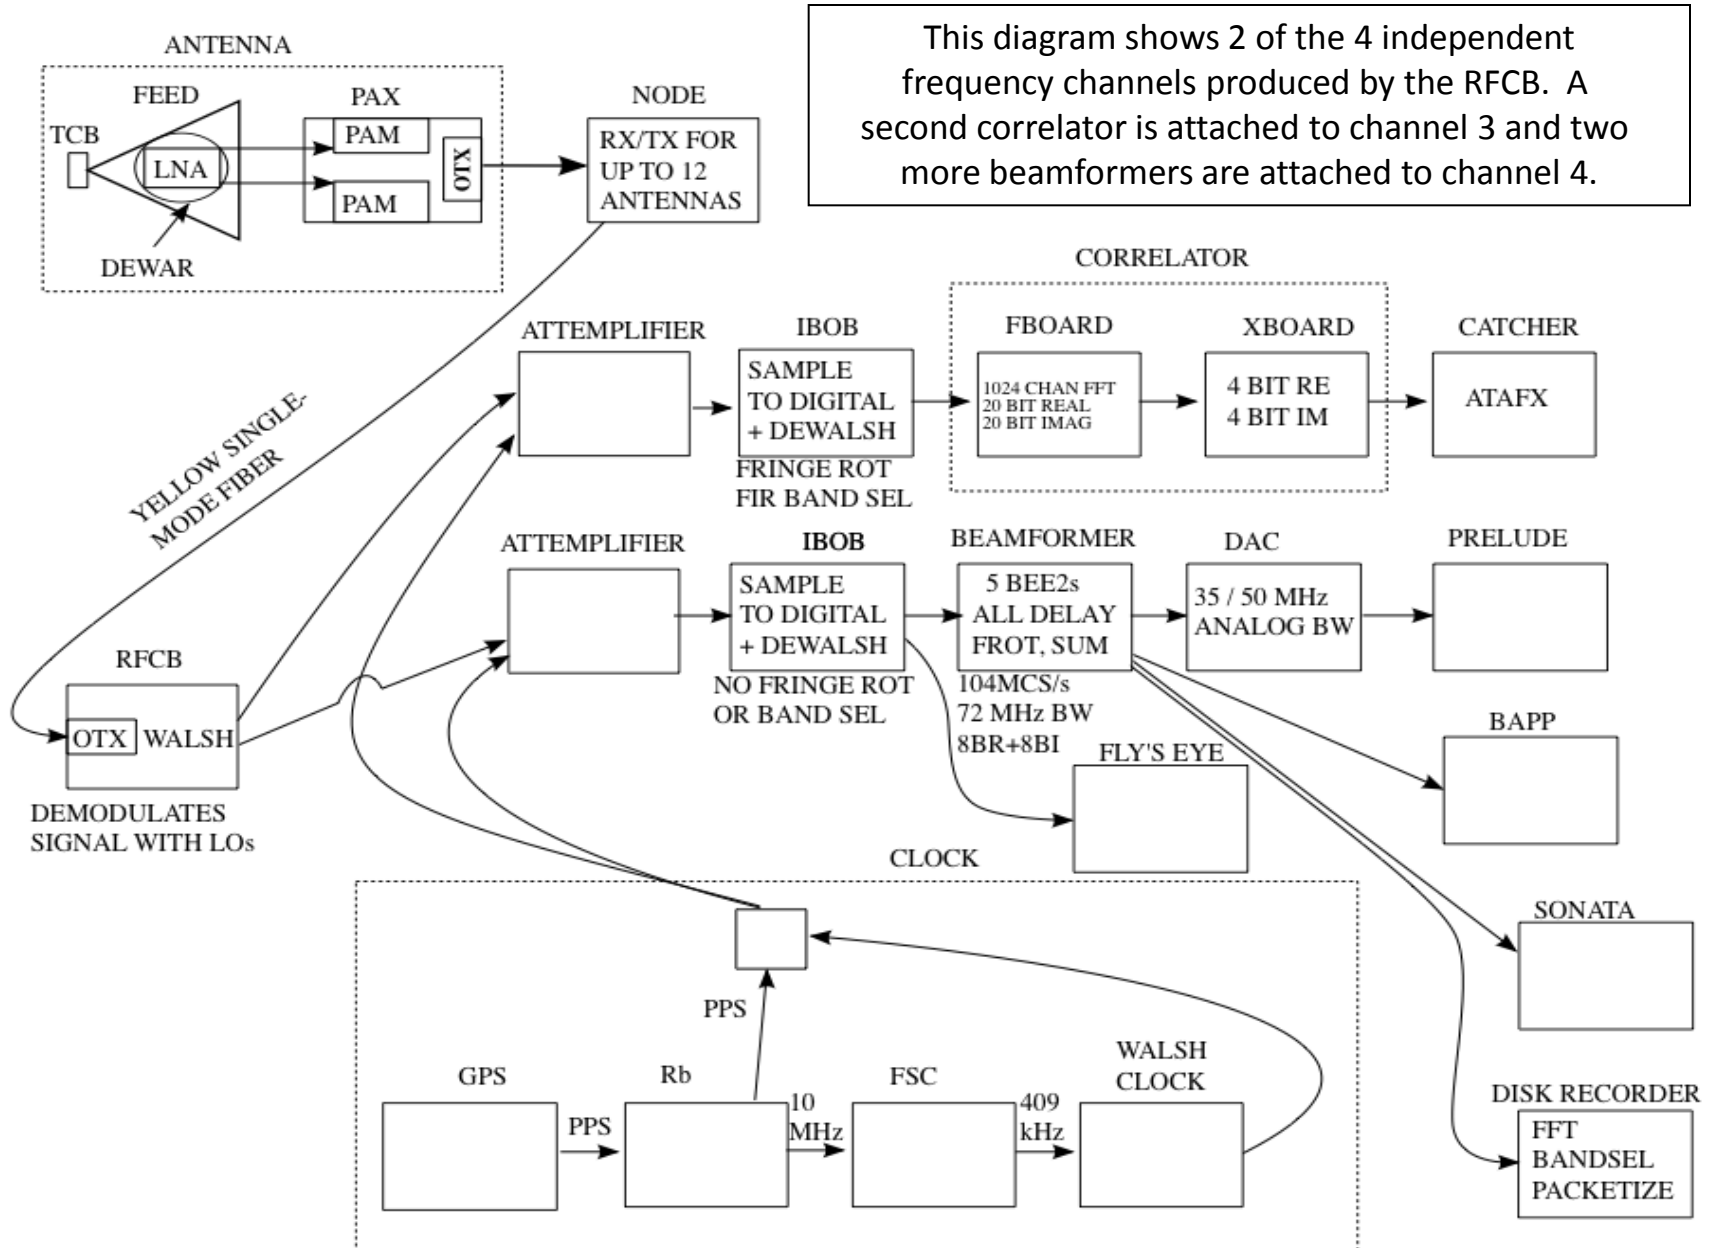 This diagram shows 2 of the 4 independent
frequency channels produced by the RFCB. A
second correlator is attached to channel 3 and two
more beamformers are attached to channel 4.
ANTENNA
FEED
PAX
NODE
TCB
LNA
PAM
PAM
OTX
RX/TX FOR
UP TO 12
ANTENNAS
DEWAR
YELLOW SINGLE-
MODE FIBER
CORRELATOR
ATTEMPLIFIER
IBOB
FBOARD
XBOARD
CATCHER
SAMPLE
TO DIGITAL
+ DEWALSH
1024 CHAN FFT
20 BIT REAL
20 BIT IMAG
4 BIT RE
4 BIT IM
ATAFX
FRINGE ROT
FIR BAND SEL
ATTEMPLIFIER
IBOB
BEAMFORMER
DAC
PRELUDE
SAMPLE
TO DIGITAL
+ DEWALSH
5 BEE2s
ALL DELAY
FROT, SUM
35 / 50 MHz
ANALOG BW
NO FRINGE ROT
OR BAND SEL
104MCS/s
72 MHz BW
8BR+8BI
RFCB
OTX
WALSH
DEMODULATES
SIGNAL WITH LOs
FLY'S EYE
BAPP
SONATA
DISK RECORDER
FFT
BANDSEL
PACKETIZE
CLOCK
PPS
GPS
Rb
FSC
WALSH
CLOCK
PPS
10
MHz
409
kHz